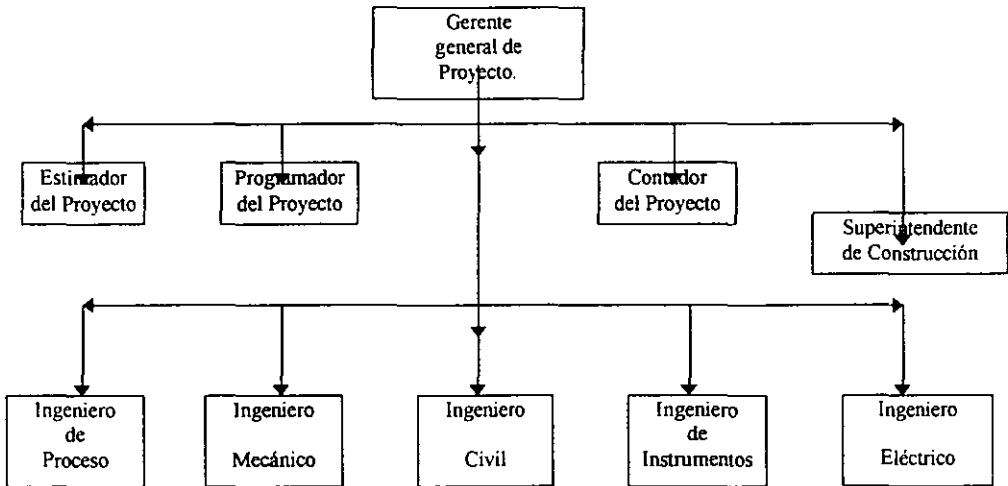 Gerente
general de
Proyecto.
Estimador
del Proyecto
Programador
del Proyecto
Contador
del Proyecto
Superintendente
de Construcción
Ingeniero
de
Proceso
Ingeniero
Mecánico
Ingeniero
Civil
Ingeniero
de
Instrumentos
Ingeniero
Eléctrico